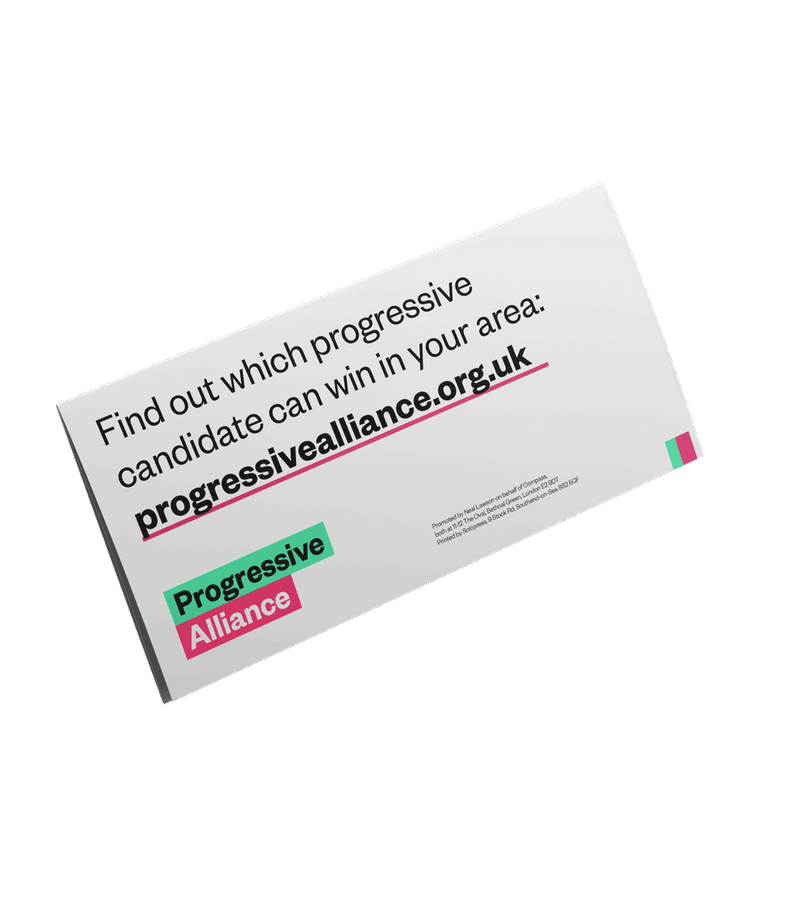 Find out which progressive
candidate can win in your area:
progressivealliance.org.uk
Progressive
Alliance
Promoted by Neal Lawson on behalf of Compass,
both at 11-12 The Oval, Bethnal Green, London E2 9DT
Printed by Solopress, 9 Stock Rd, Southend-on-Sea SS2 5QF